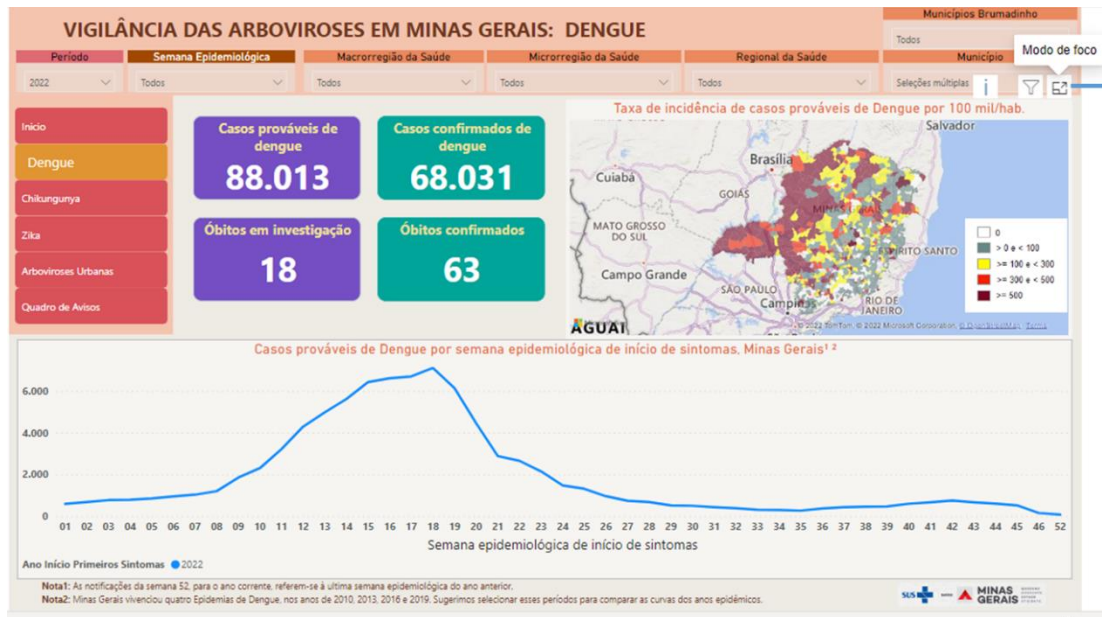 VIGILÂNCIA DAS ARBOVIROSES EM MINAS GERAIS: DENGUE
Municípios Brumadinho
Todos
Modo de foco
Período
Semana Epidemiológica
Macrorregião da Saúde
Microrregião da Saúde
Regional da Saúde
Município
2022
Todos
Todos
Todos
Todos
Seleções múltiplas
i
Início
Dengue
Chikungunya
Zika
Arboviroses Urbanas
Quadro de Avisos
Casos prováveis de
dengue
88.013
Casos confirmados de
dengue
68.031
Óbitos em investigação
18
Óbitos confirmados
63
Taxa de incidência de casos prováveis de Dengue por 100 mil/hab.
Salvador
Brasília
Cuiabá
GOIÁS
MINAS GERAIS
MATO GROSSO
DO SUL
ESPÍRITO SANTO
Campo Grande
SÃO PAULO
RIO DE
JANEIRO
AGUAI
0
> 0 e < 100
>= 100 e < 300
>= 300 e < 500
>= 500
© 2022 TomTom, © 2022 Microsoft Corporation, © OpenStreetMap Terms
Casos prováveis de Dengue por semana epidemiológica de início de sintomas, Minas Gerais¹ ²
6.000
4.000
2.000
0
01 02 03 04 05 06 07 08 09 10 11 12 13 14 15 16 17 18 19 20 21 22 23 24 25 26 27 28 29 30 31 32 33 34 35 36 37 38 39 40 41 42 43 44 45 46 52
Semana epidemiológica de início de sintomas
Ano Início Primeiros Sintomas 2022
Nota1: As notificações da semana 52, para o ano corrente, referem-se à ultima semana epidemiológica do ano anterior.
Nota2: Minas Gerais vivenciou quatro Epidemias de Dengue, nos anos de 2010, 2013, 2016 e 2019. Sugerimos selecionar esses períodos para comparar as curvas dos anos epidêmicos.
SUS
MINAS
GERAIS